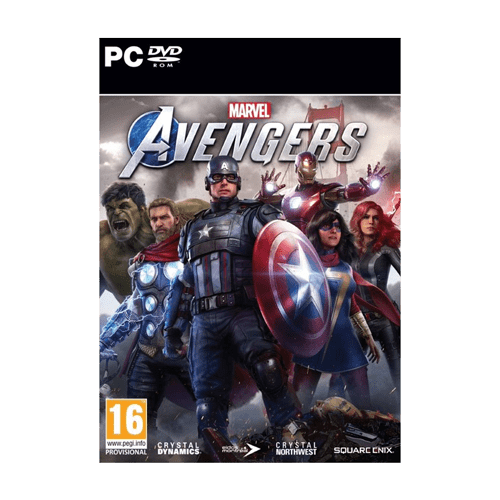 PC DVD
ROM
MARVEL
AVENGERS
A
16
www.pegi.info
PROVISIONAL
CRYSTAL
DYNAMICS
CRYSTAL
NORTHWEST
SQUARE ENIX